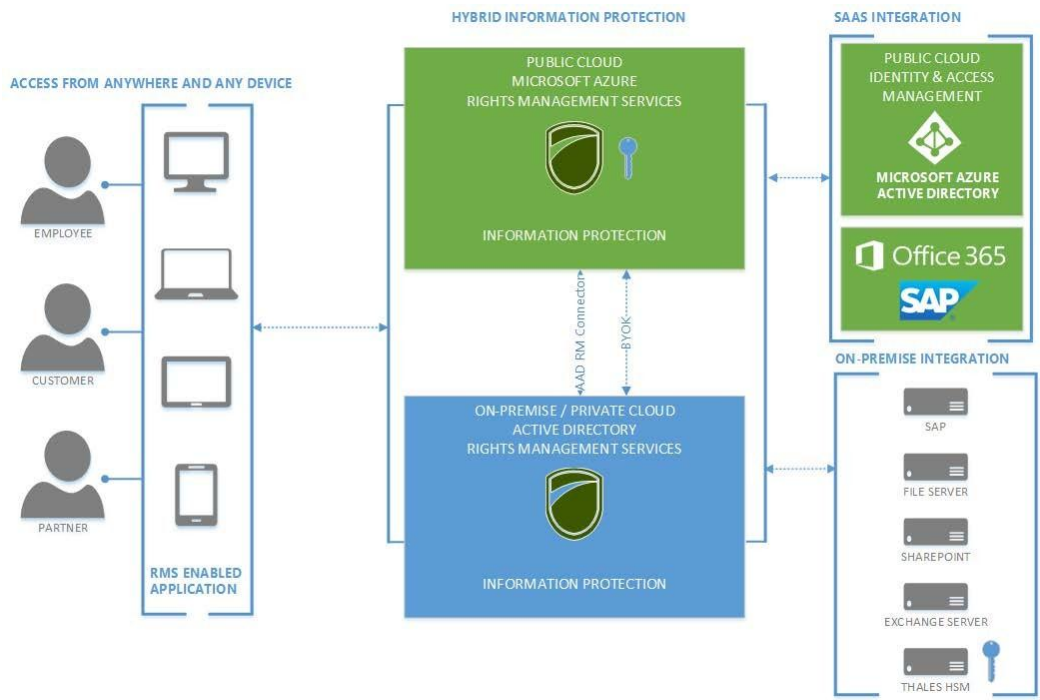 HYBRID INFORMATION PROTECTION
SAAS INTEGRATION
ACCESS FROM ANYWHERE AND ANY DEVICE
EMPLOYEE
CUSTOMER
PARTNER
RMS ENABLED
APPLICATION
PUBLIC CLOUD
MICROSOFT AZURE
RIGHTS MANAGEMENT SERVICES
INFORMATION PROTECTION
AAD RM Connector
BYOK
ON-PREMISE / PRIVATE CLOUD
ACTIVE DIRECTORY
RIGHTS MANAGEMENT SERVICES
INFORMATION PROTECTION
PUBLIC CLOUD
IDENTITY & ACCESS
MANAGEMENT
MICROSOFT AZURE
ACTIVE DIRECTORY
Office 365
SAP
ON-PREMISE INTEGRATION
SAP
FILE SERVER
SHAREPOINT
EXCHANGE SERVER
THALES HSM